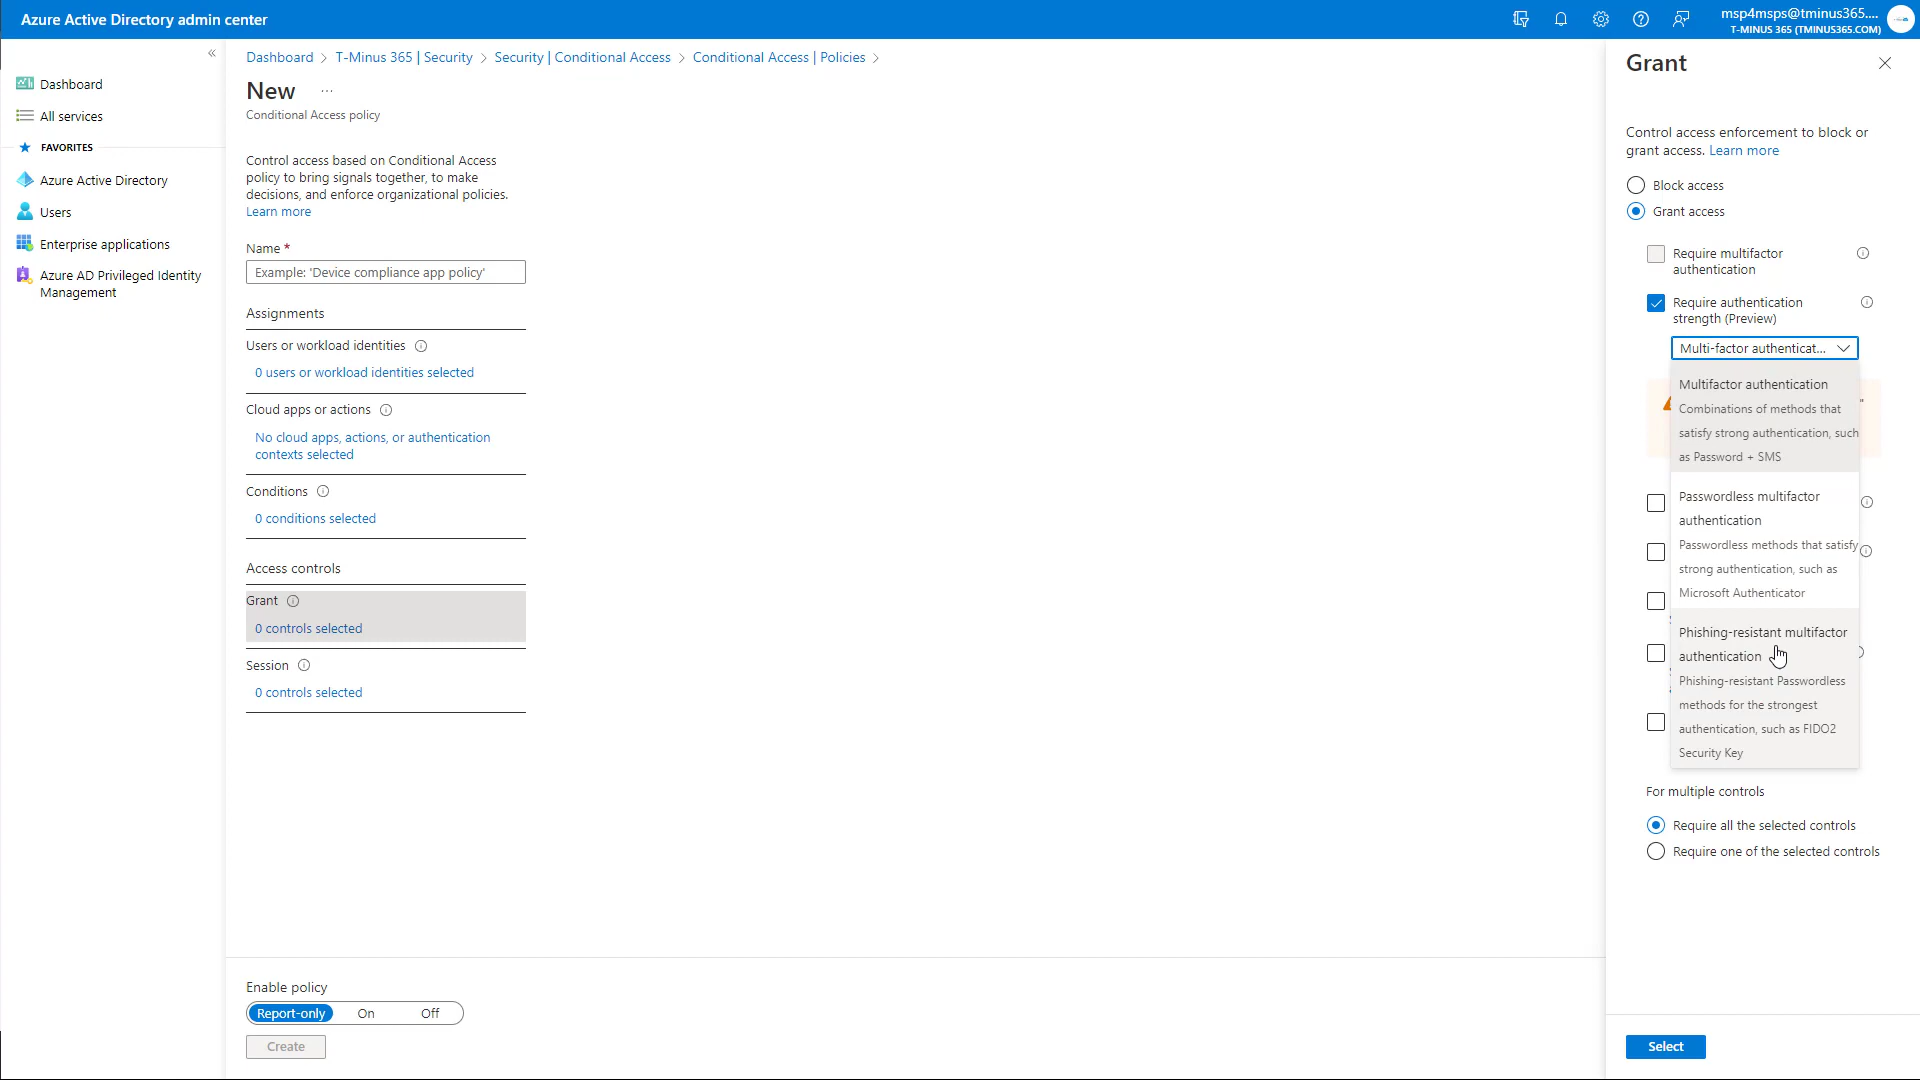 Azure Active Directory admin center
msp4msps@tminus365....
T-MINUS 365 (TMINUS365.COM)
«
Dashboard
All services
FAVORITES
Azure Active Directory
Users
Enterprise applications
Azure AD Privileged Identity
Management
Dashboard > T-Minus 365 | Security > Security | Conditional Access > Conditional Access | Policies >
New ...
Conditional Access policy
Control access based on Conditional Access
policy to bring signals together, to make
decisions, and enforce organizational policies.
Learn more
Name *
Example: 'Device compliance app policy'
Assignments
Users or workload identities
0 users or workload identities selected
Cloud apps or actions
No cloud apps, actions, or authentication
contexts selected
Conditions
0 conditions selected
Access controls
Grant
0 controls selected
Session
0 controls selected
Enable policy
Report-only On Off
Create
Grant
Control access enforcement to block or
grant access. Learn more
Block access
Grant access
Require multifactor
authentication
Require authentication
strength (Preview)
Multi-factor authenticat...
Multifactor authentication
Combinations of methods that
satisfy strong authentication, such
as Password + SMS
Passwordless multifactor
authentication
Passwordless methods that satisfy
strong authentication, such as
Microsoft Authenticator
Phishing-resistant multifactor
authentication
Phishing-resistant Passwordless
methods for the strongest
authentication, such as FIDO2
Security Key
For multiple controls
Require all the selected controls
Require one of the selected controls
Select